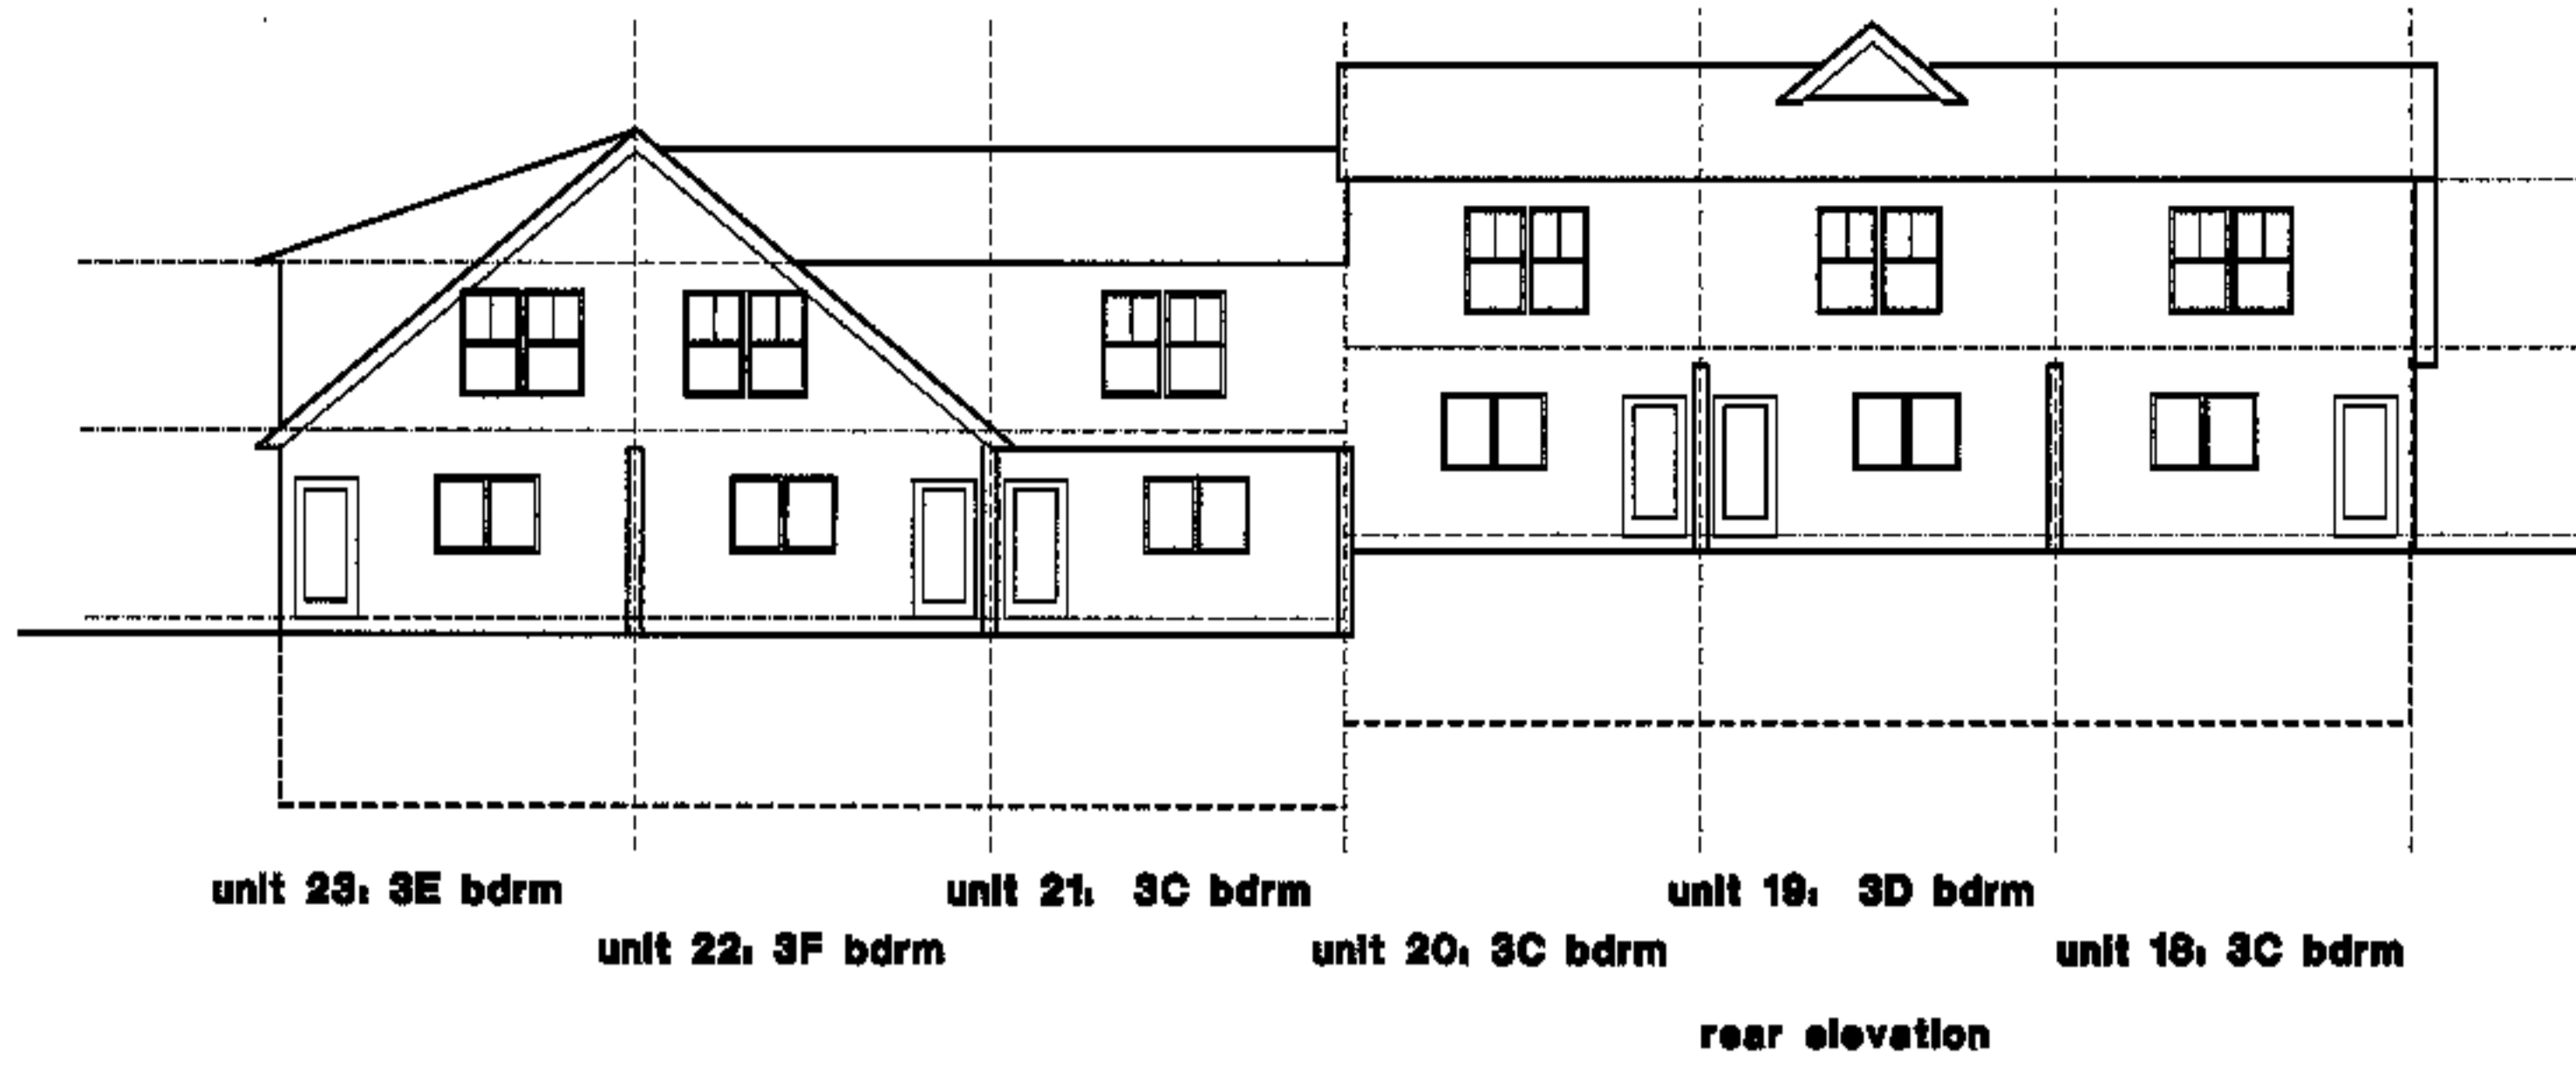 unit 23: 3E bdrm unit 21: 3C bdrm unit 19: 3D bdrm
unit 22: 3F bdrm unit 20: 3C bdrm unit 18: 3C bdrm
rear elevation